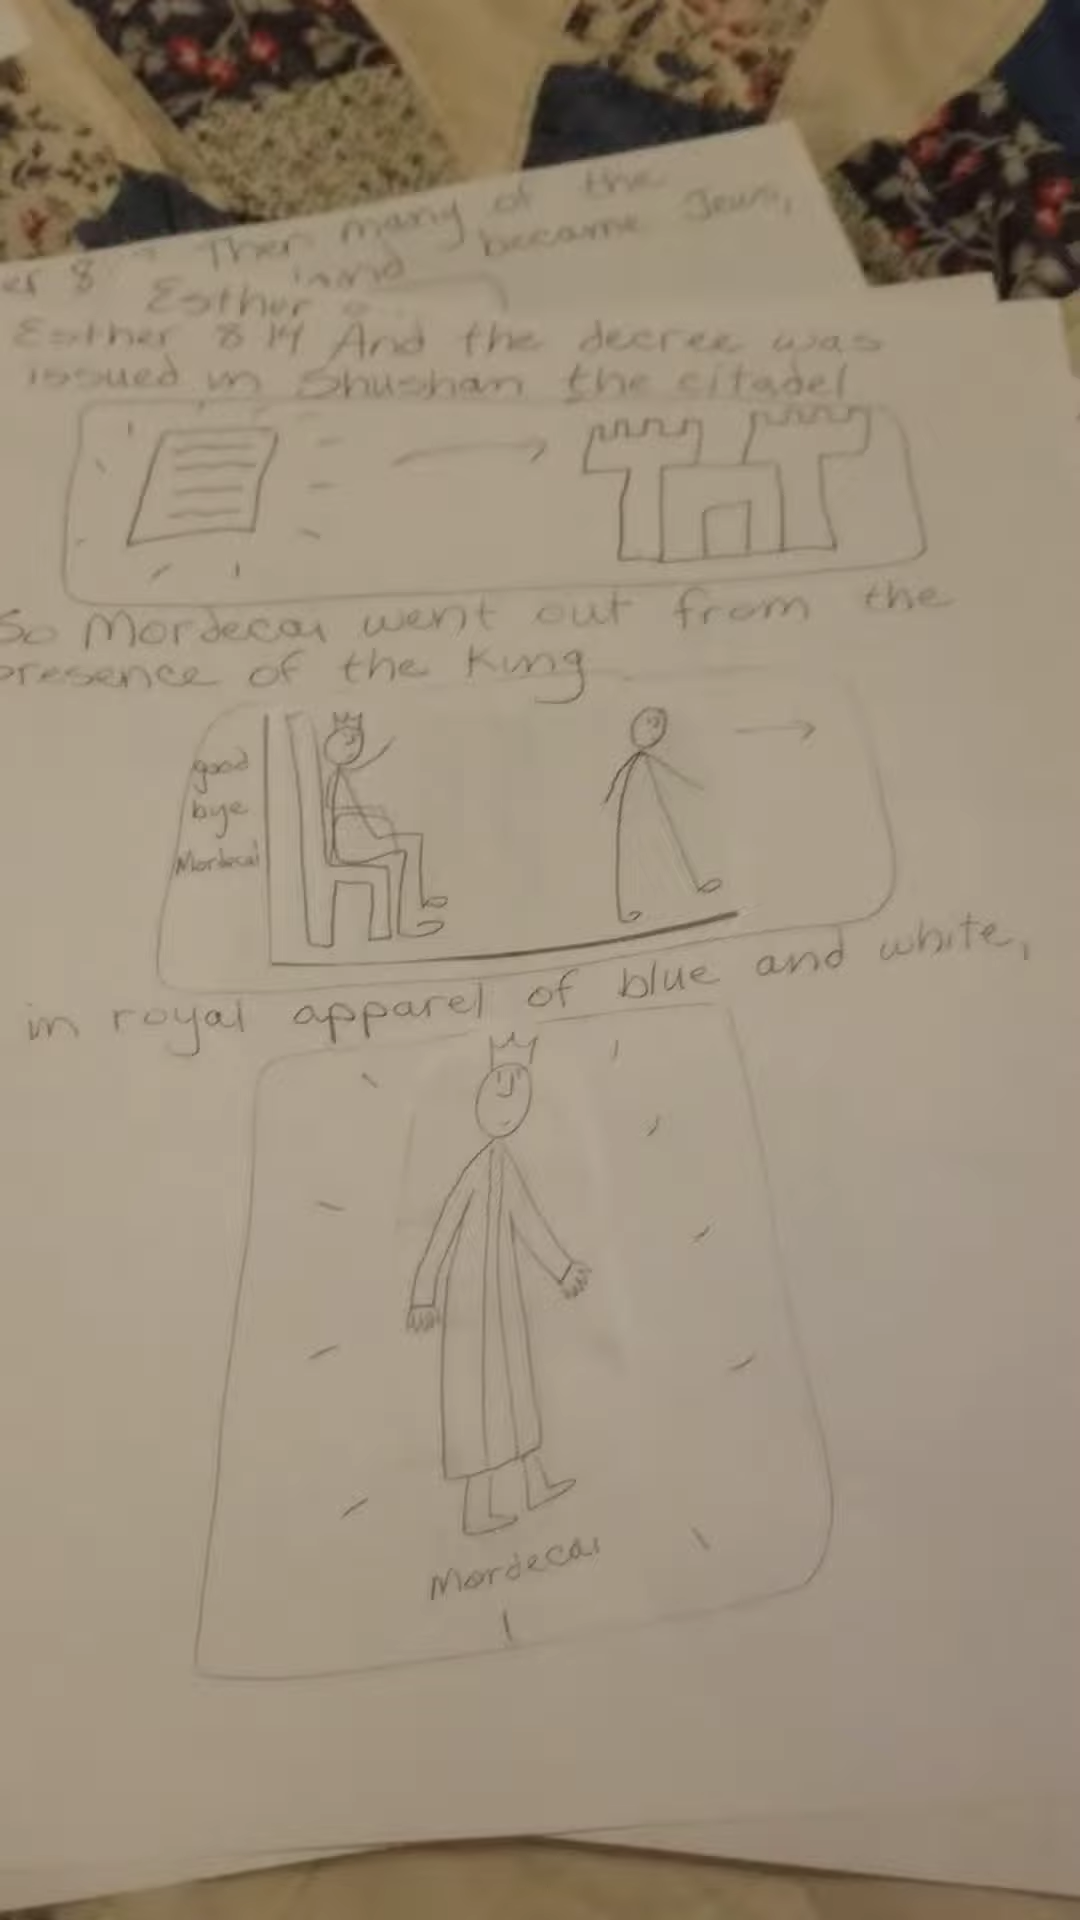 Then many of the
er 8 became Jews,
Esther
Esther 8 14 And the decree was
issued in Shushan the citadel
So Mordecai went out from the
presence of the King
good
bye
Mordecai
in royal apparel of blue and white,
Mordecai